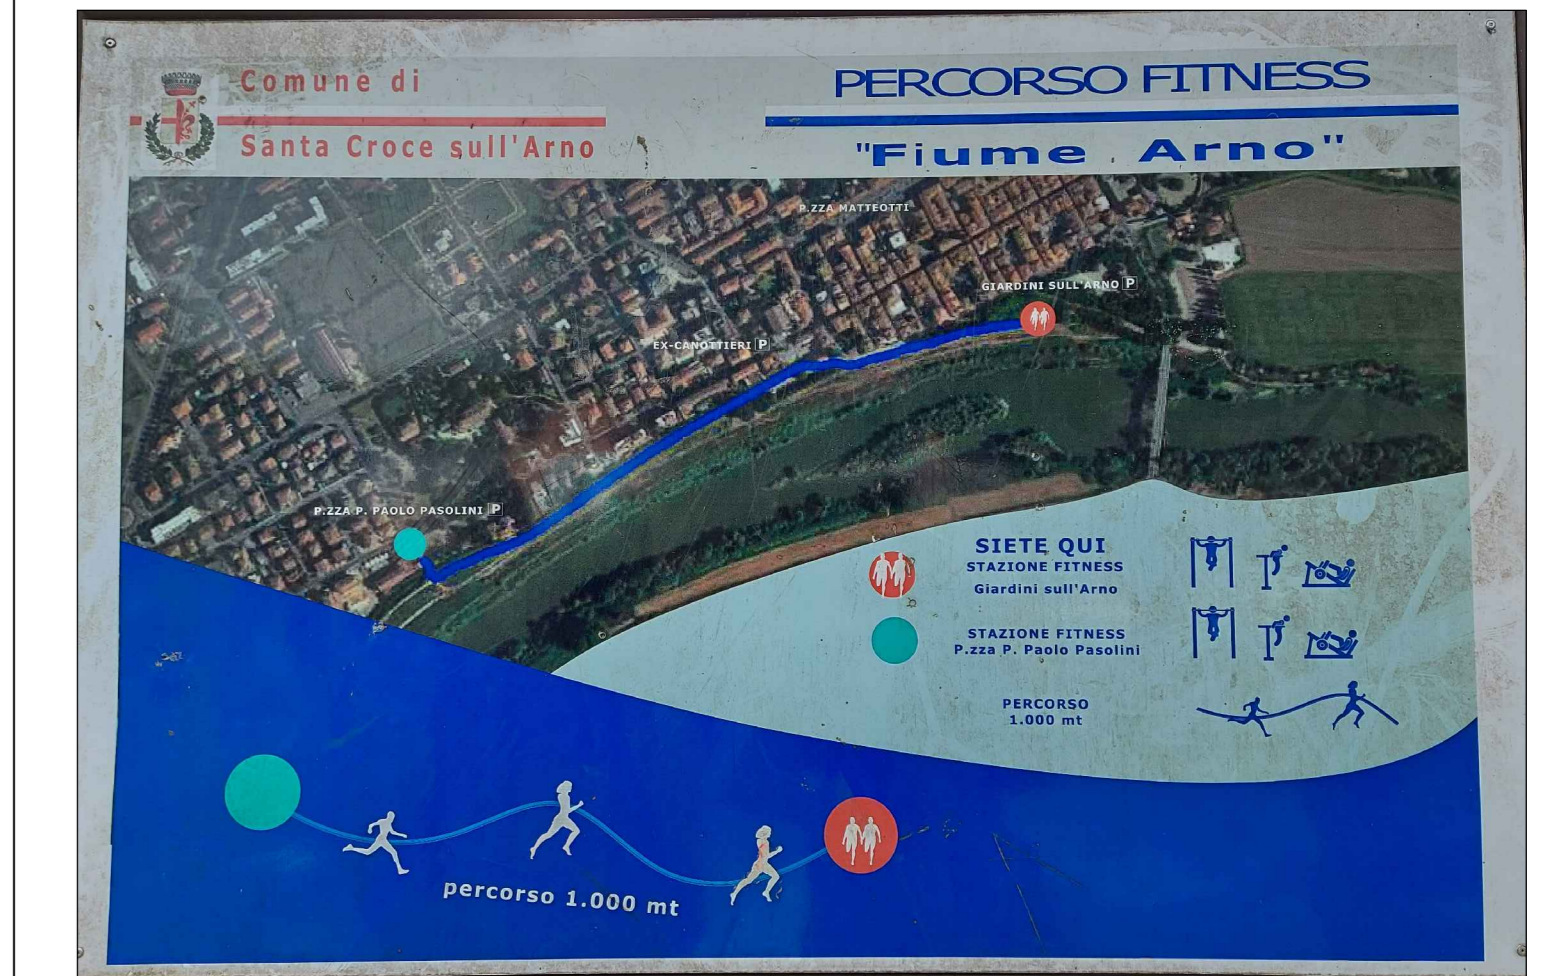 Comune di
Santa Croce sull'Arno
PERCORSO FITNESS
"Fiume Arno"
P.ZZA MATTEOTTI
GIARDINI SULL'ARNO P
EX-CANOTTIERI P
P.ZZA P. PAOLO PASOLINI P
SIETE QUI
STAZIONE FITNESS
Giardini sull'Arno
STAZIONE FITNESS
P.zza P. Paolo Pasolini
PERCORSO
1.000 mt
percorso 1.000 mt